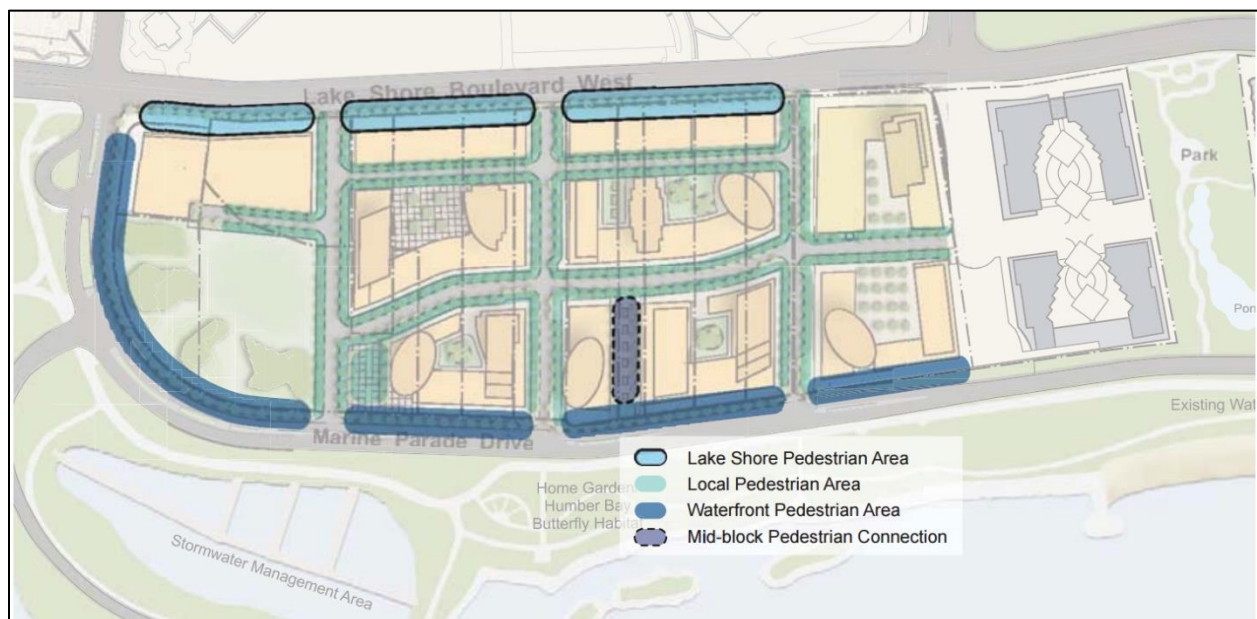 Lake Shore Boulevard West
Park
Marine Parade Drive
Lake Shore Pedestrian Area
Local Pedestrian Area
Waterfront Pedestrian Area
Mid-block Pedestrian Connection
Home Garden
Humber Bay
Butterfly Habitat
Stormwater Management Area
Existing